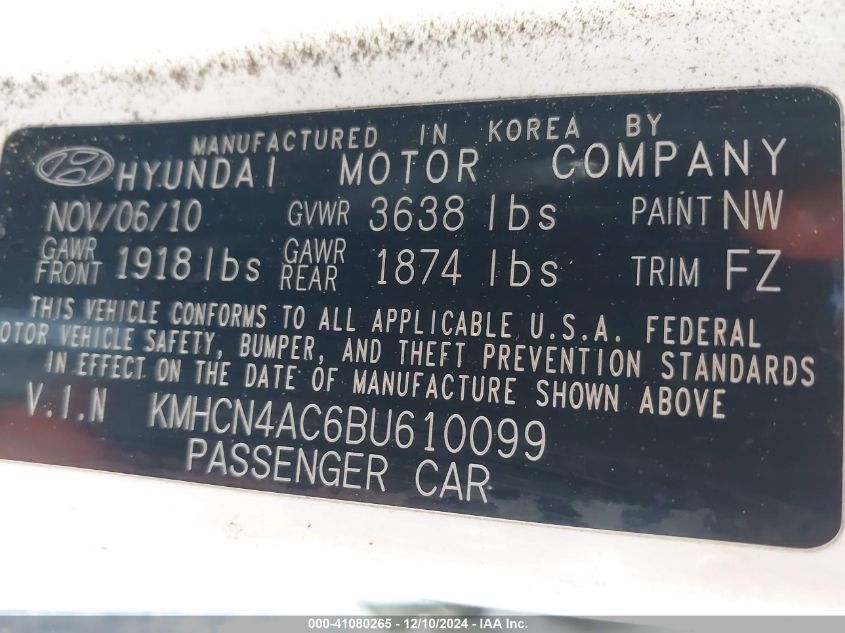 MANUFACTURED IN KOREA BY
HYUNDAI MOTOR COMPANY
NOV/06/10 GVWR 3638 lbs PAINT NW
GAWR FRONT 1918 lbs GAWR REAR 1874 lbs TRIM FZ
THIS VEHICLE CONFORMS TO ALL APPLICABLE U.S.A. FEDERAL
MOTOR VEHICLE SAFETY, BUMPER, AND THEFT PREVENTION STANDARDS
IN EFFECT ON THE DATE OF MANUFACTURE SHOWN ABOVE
V.I.N KMHCN4AC6BU610099
PASSENGER CAR
000-41080265 - 12/10/2024 - IAA Inc.